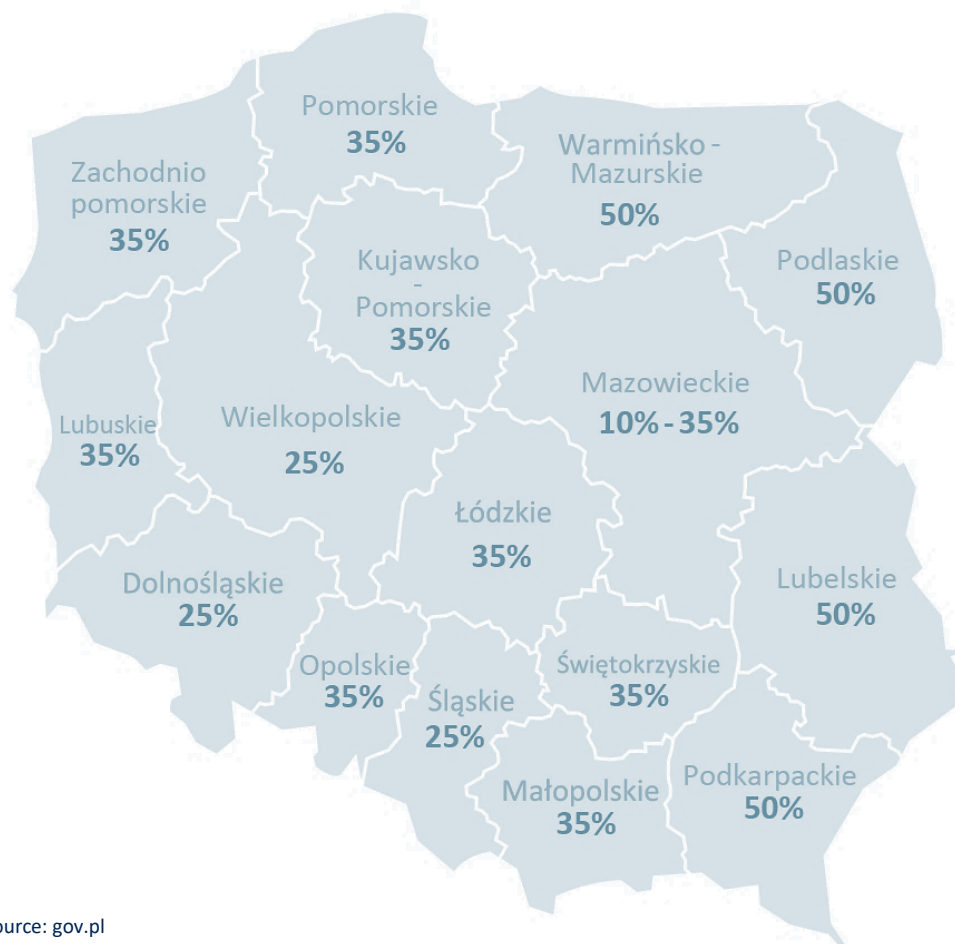 Pomorskie
35%
Warmińsko -
Mazurskie
50%
Zachodnio
pomorskie
35%
Kujawsko
-
Pomorskie
35%
Podlaskie
50%
Mazowieckie
10% - 35%
Lubuskie
35%
Wielkopolskie
25%
Łódzkie
35%
Dolnośląskie
25%
Lubelskie
50%
Opolskie
35%
Śląskie
25%
Świętokrzyskie
35%
Małopolskie
35%
Podkarpackie
50%
ource: gov.pl